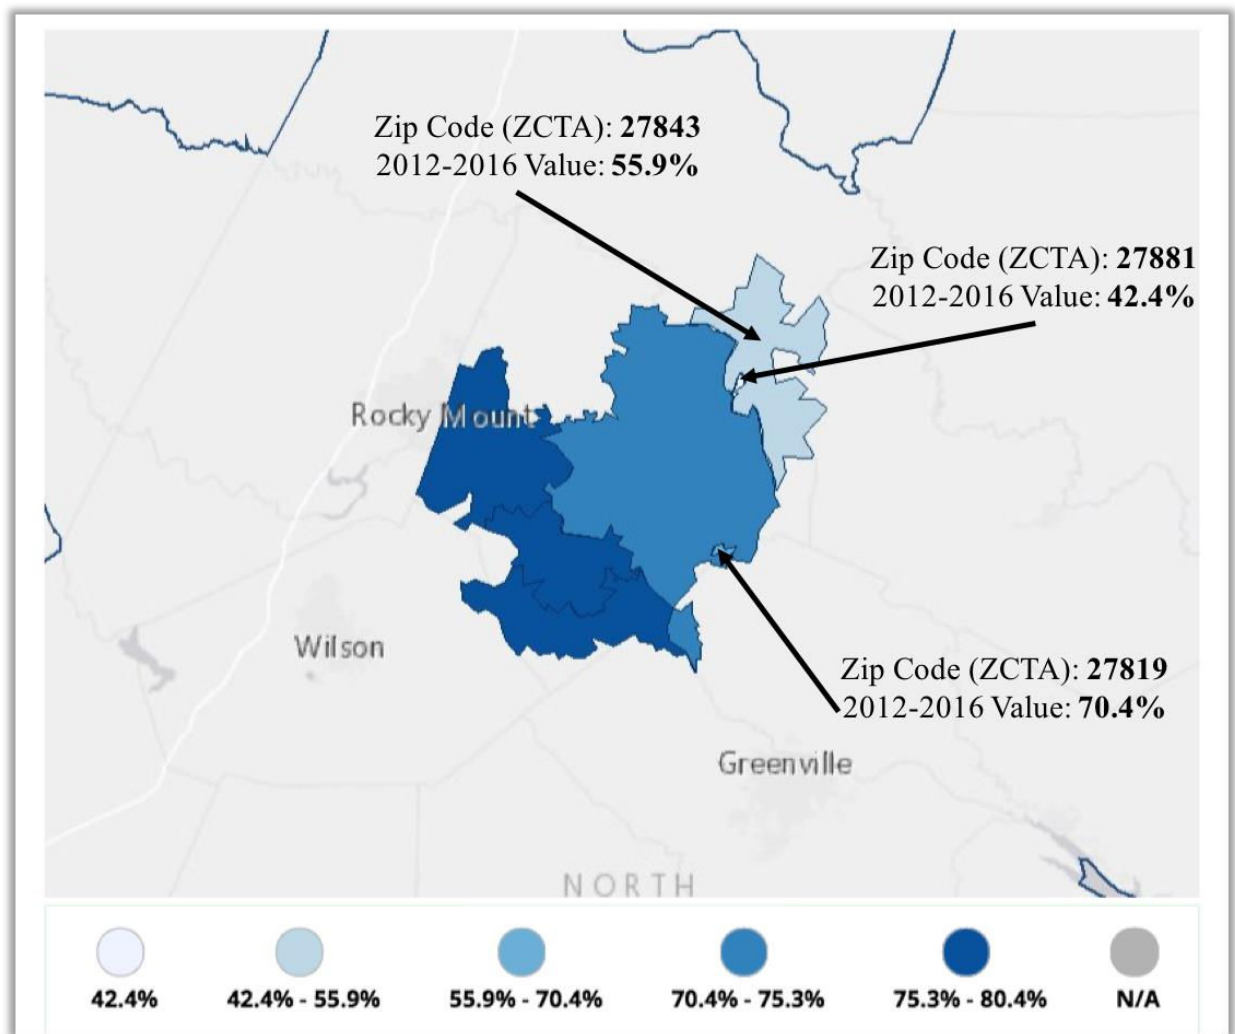 Zip Code (ZCTA): 27843
2012-2016 Value: 55.9%
Zip Code (ZCTA): 27881
2012-2016 Value: 42.4%
Rocky Mount
Wilson
Zip Code (ZCTA): 27819
2012-2016 Value: 70.4%
Greenville
NORTH
42.4%
42.4% - 55.9%
55.9% - 70.4%
70.4% - 75.3%
75.3% - 80.4%
N/A